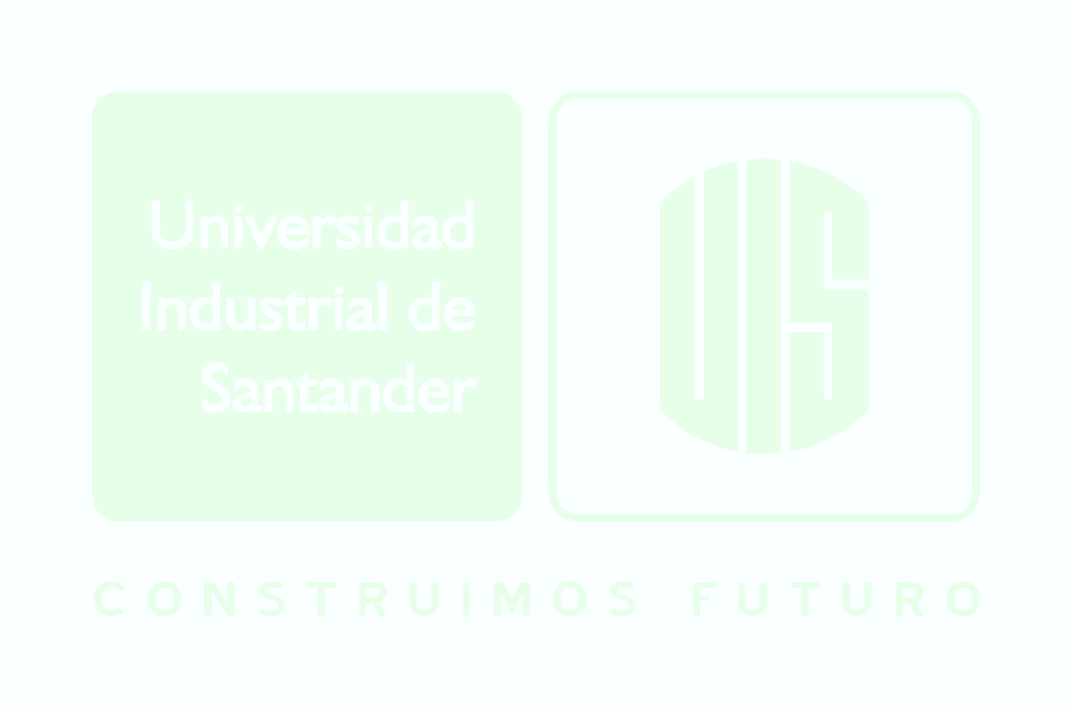 Universidad
Industrial de
Santander
UIS
CONSTRUIMOS FUTURO